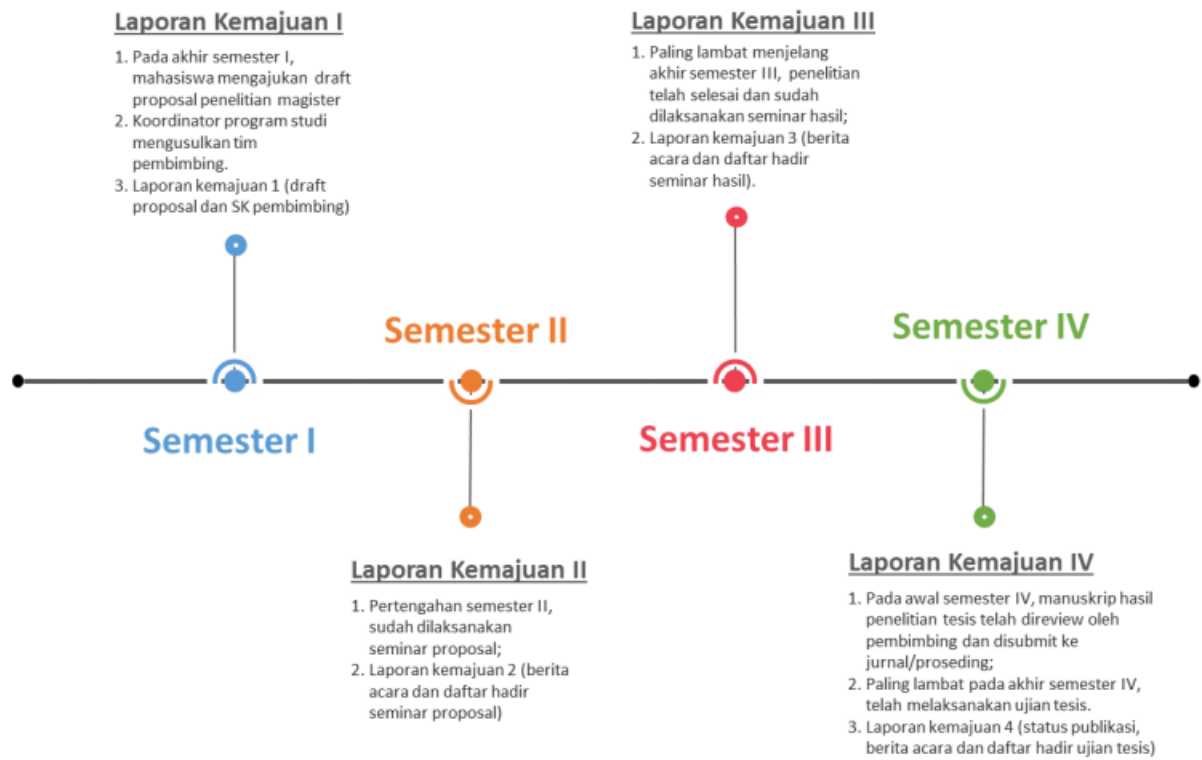 Laporan Kemajuan I
1. Pada akhir semester I,
mahasiswa mengajukan draft
proposal penelitian magister
2. Koordinator program studi
mengusulkan tim
pembimbing.
3. Laporan kemajuan 1 (draft
proposal dan SK pembimbing)
Laporan Kemajuan III
1. Paling lambat menjelang
akhir semester III, penelitian
telah selesai dan sudah
dilaksanakan seminar hasil;
2. Laporan kemajuan 3 (berita
acara dan daftar hadir
seminar hasil).
Semester II
Semester IV
Semester I
Semester III
Laporan Kemajuan II
1. Pertengahan semester II,
sudah dilaksanakan
seminar proposal;
2. Laporan kemajuan 2 (berita
acara dan daftar hadir
seminar proposal)
Laporan Kemajuan IV
1. Pada awal semester IV, manuskrip hasil
penelitian tesis telah direview oleh
pembimbing dan disubmit ke
jurnal/proseding;
2. Paling lambat pada akhir semester IV,
telah melaksanakan ujian tesis.
3. Laporan kemajuan 4 (status publikasi,
berita acara dan daftar hadir ujian tesis)